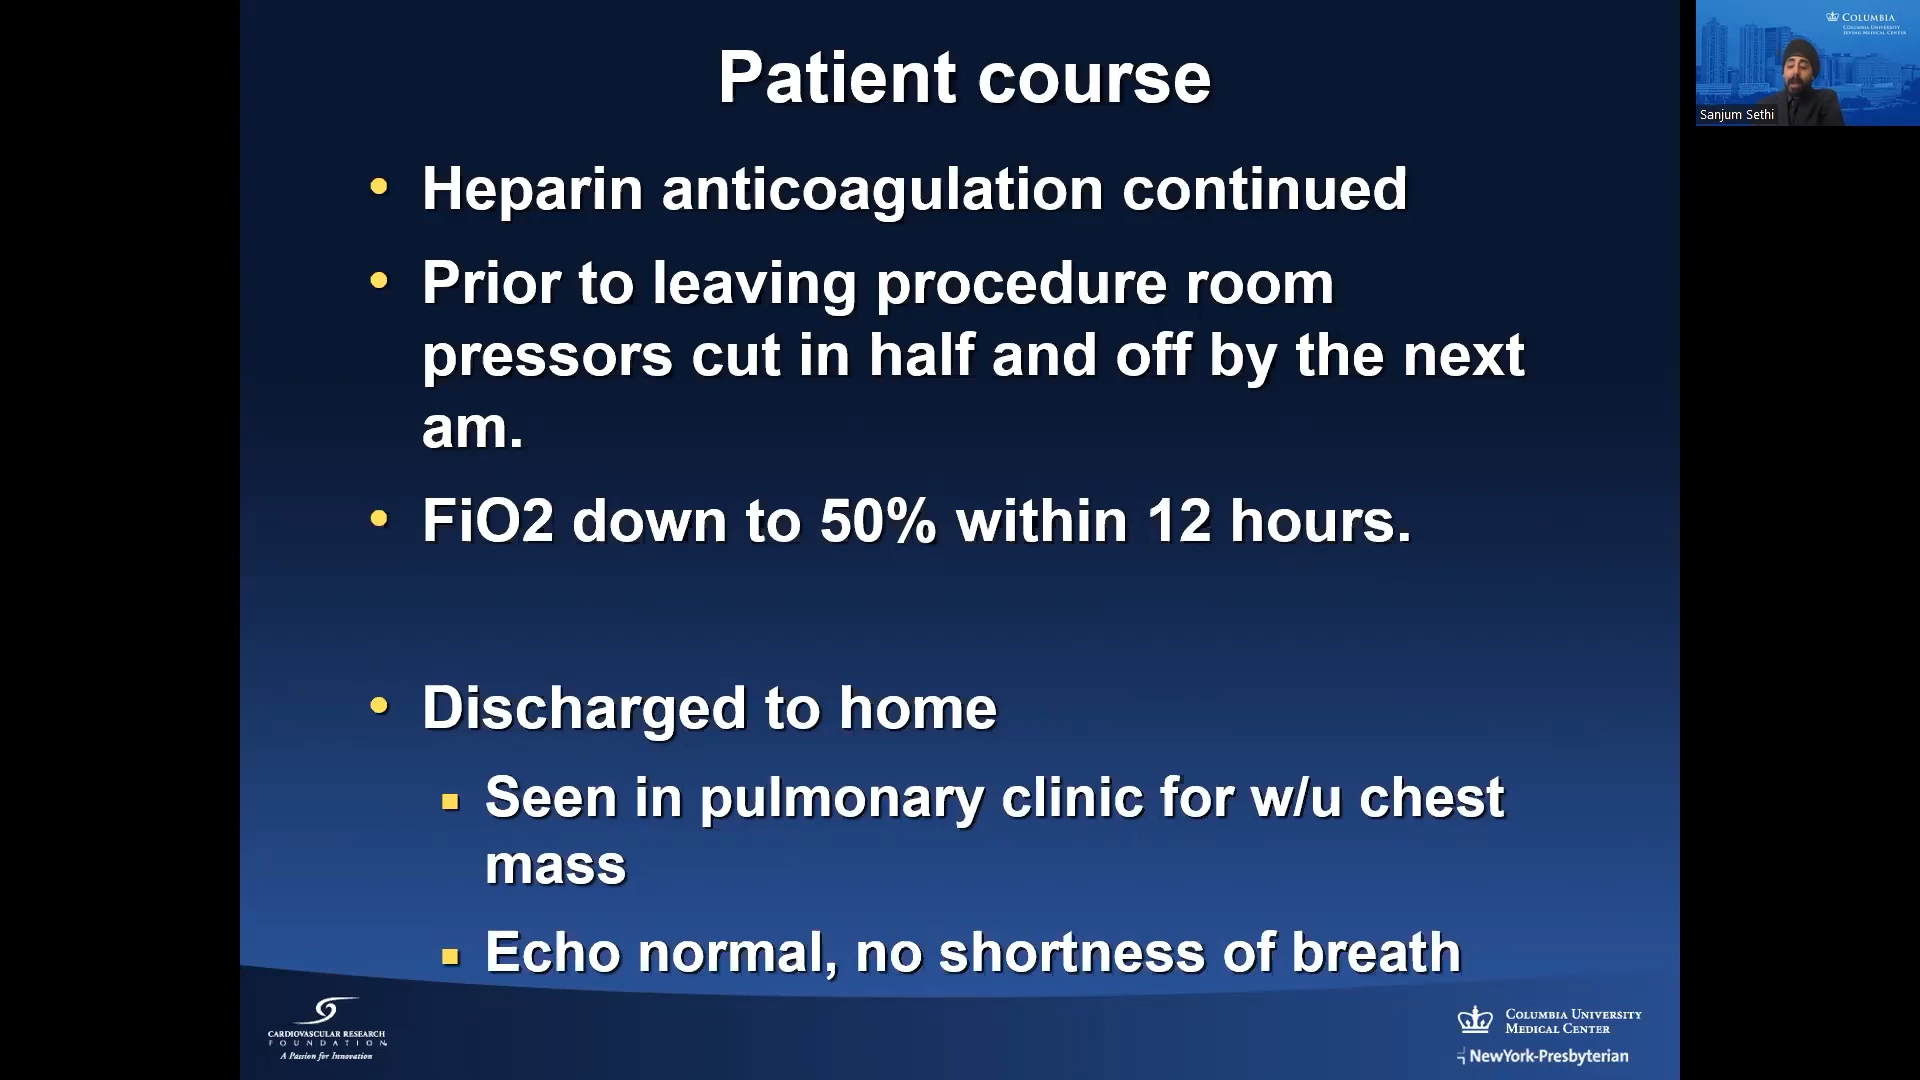 Patient course
COLUMBIA
COLUMBIA UNIVERSITY
IRVING MEDICAL CENTER
Sanjum Sethi
• Heparin anticoagulation continued
• Prior to leaving procedure room
pressors cut in half and off by the next
am.
• FiO2 down to 50% within 12 hours.
• Discharged to home
▪ Seen in pulmonary clinic for w/u chest
mass
▪ Echo normal, no shortness of breath
CARDIOVASCULAR RESEARCH
FOUNDATION
A Passion for Innovation
COLUMBIA UNIVERSITY
MEDICAL CENTER
NewYork-Presbyterian